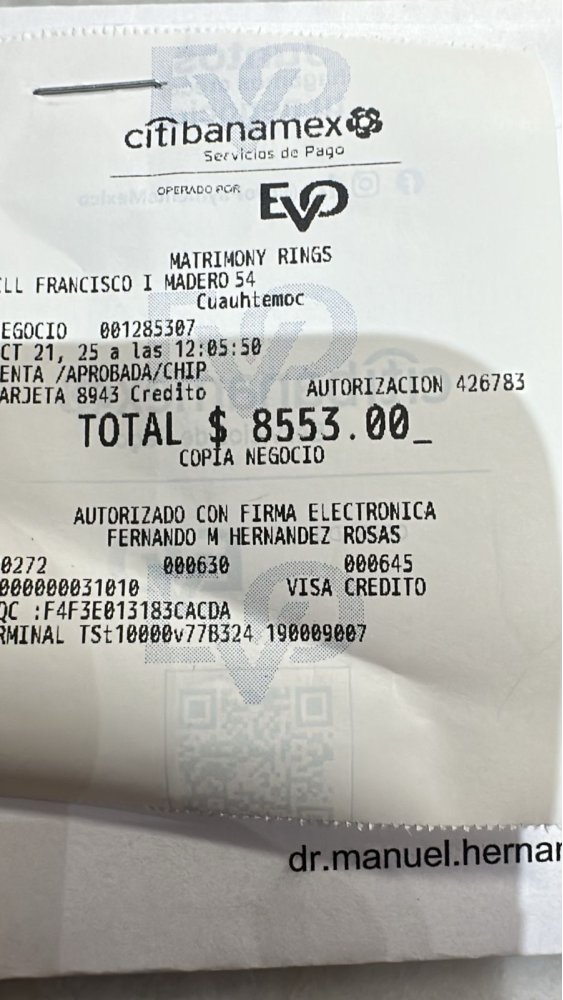 citibanamex
Servicios de Pago
OPERADO POR EVO
MATRIMONY RINGS
LL FRANCISCO I MADERO 54
Cuauhtemoc
EGOCIO 001285307
CT 21, 25 a las 12:05:50
ENTA /APROBADA/CHIP
ARJETA 8943 Credito AUTORIZACION 426783
TOTAL $ 8553.00_
COPIA NEGOCIO
AUTORIZADO CON FIRMA ELECTRONICA
FERNANDO M HERNANDEZ ROSAS
0272 000630 000645
000000031010 VISA CREDITO
QC :F4F3E013183CACDA
RMINAL TSt10000v77B324 190009007
dr.manuel.hernar